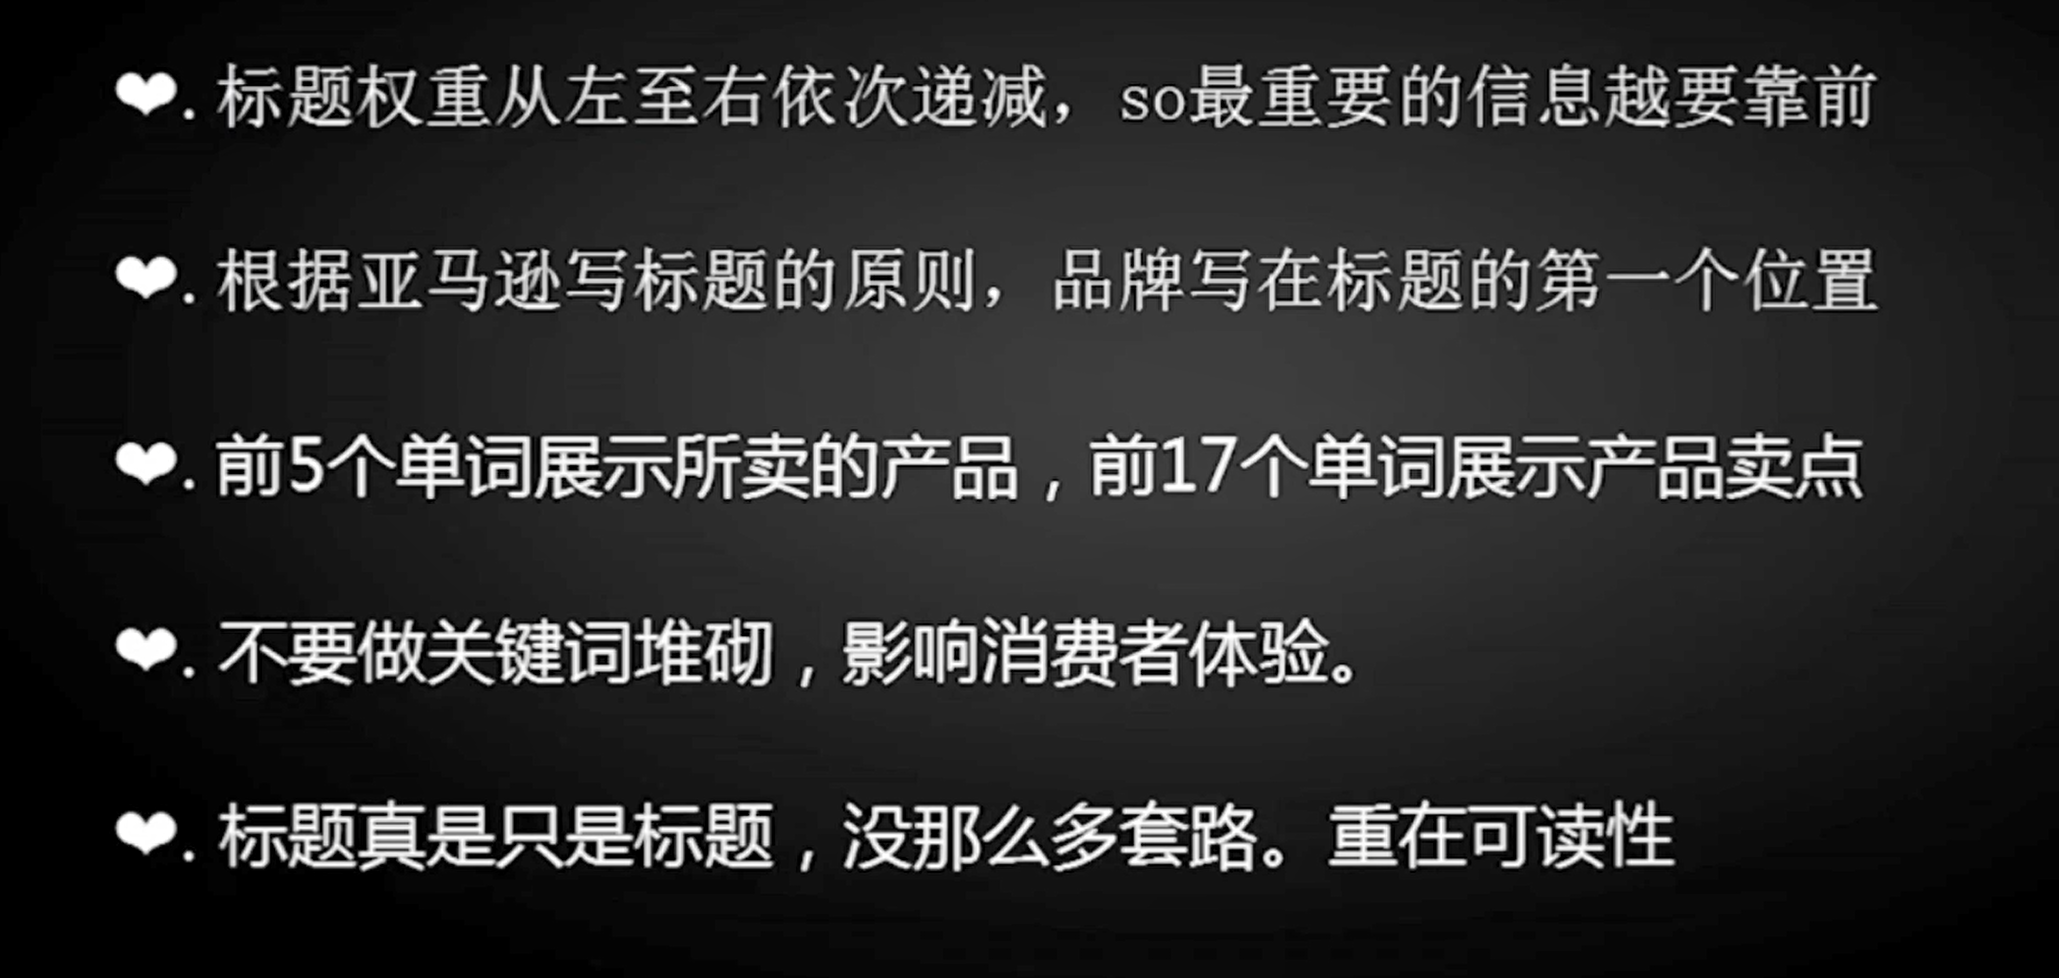 ❤. 标题权重从左至右依次递减，so最重要的信息越要靠前
❤. 根据亚马逊写标题的原则，品牌写在标题的第一个位置
❤. 前5个单词展示所卖的产品，前17个单词展示产品卖点
❤. 不要做关键词堆砌，影响消费者体验。
❤. 标题真是只是标题，没那么多套路。重在可读性